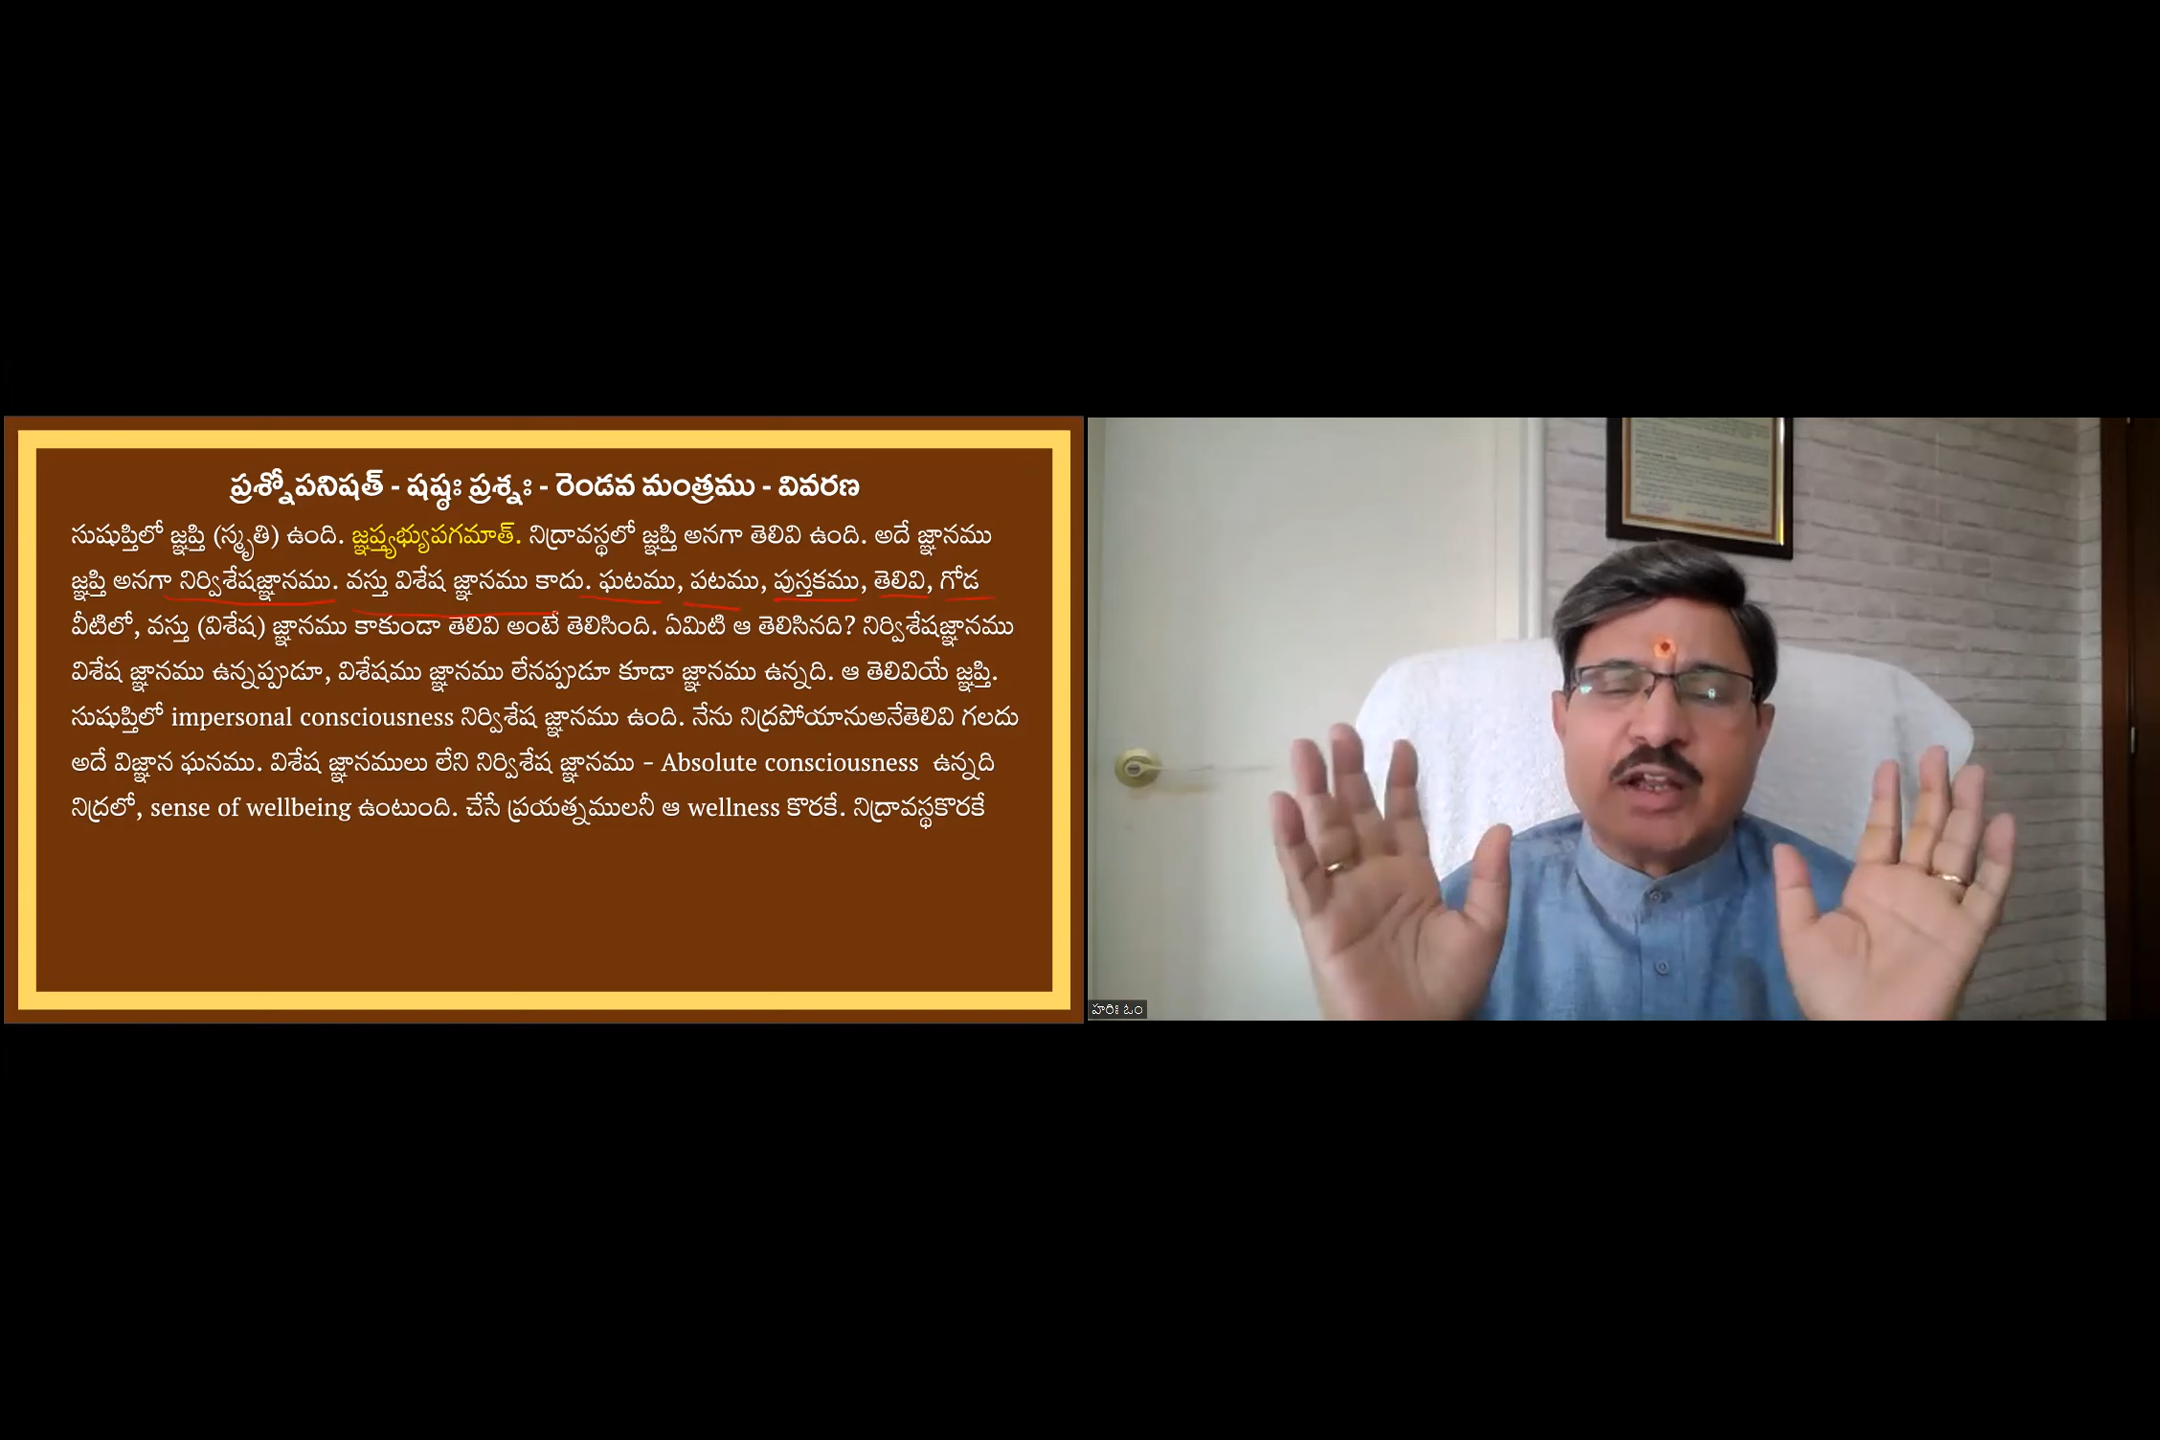 ప్రశ్నోపనిషత్ - షష్ఠః ప్రశ్నః - రెండవ మంత్రము - వివరణ
సుషుప్తిలో జ్ఞప్తి (స్మృతి) ఉంది. జ్ఞప్త్యభ్యుపగమాత్. నిద్రావస్థలో జ్ఞప్తి అనగా తెలివి ఉంది. అదే జ్ఞానము
జ్ఞప్తి అనగా నిర్విశేషజ్ఞానము. వస్తు విశేష జ్ఞానము కాదు. ఘటము, పటము, పుస్తకము, తెలివి, గోడ
వీటిలో, వస్తు (విశేష) జ్ఞానము కాకుండా తెలివి అంటే తెలిసింది. ఏమిటి ఆ తెలిసినది? నిర్విశేషజ్ఞానము
విశేష జ్ఞానము ఉన్నప్పుడూ, విశేషము జ్ఞానము లేనప్పుడూ కూడా జ్ఞానము ఉన్నది. ఆ తెలివియే జ్ఞప్తి.
సుషుప్తిలో impersonal consciousness నిర్విశేష జ్ఞానము ఉంది. నేను నిద్రపోయానుఅనేతెలివి గలదు
అదే విజ్ఞాన ఘనము. విశేష జ్ఞానములు లేని నిర్విశేష జ్ఞానము - Absolute consciousness ఉన్నది
నిద్రలో, sense of wellbeing ఉంటుంది. చేసే ప్రయత్నములనీ ఆ wellness కొరకే. నిద్రావస్థకొరకే
హరిః ఓం